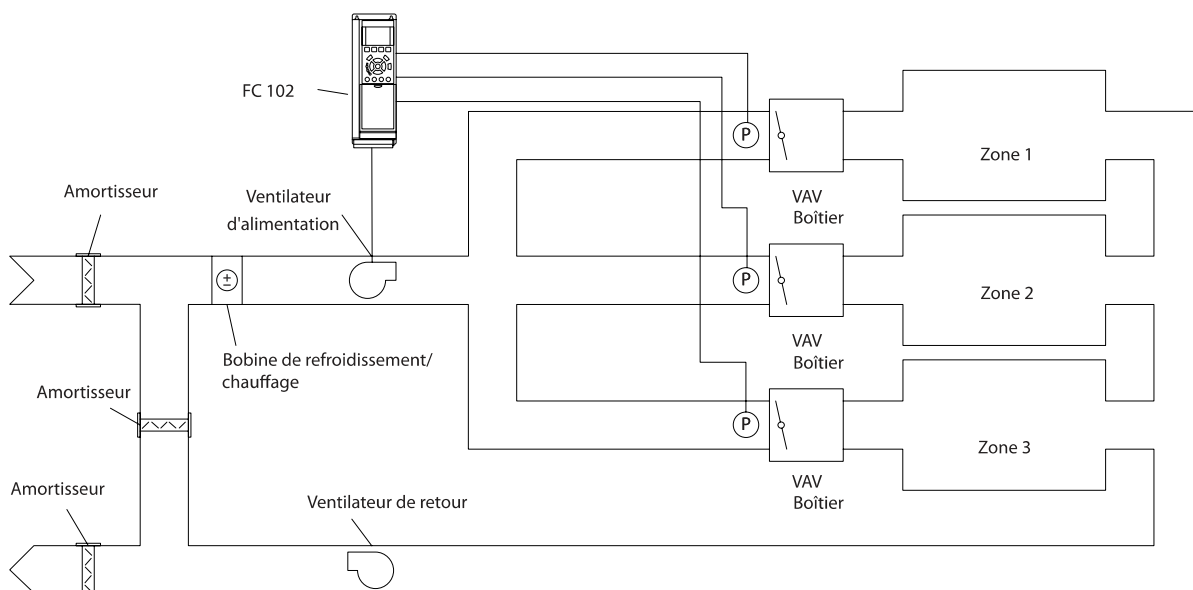 FC 102
P
Zone 1
Amortisseur
Ventilateur
d'alimentation
VAV
Boîtier
±
P
Zone 2
VAV
Boîtier
Bobine de refroidissement/
chauffage
Amortisseur
P
Zone 3
VAV
Boîtier
Amortisseur
Ventilateur de retour